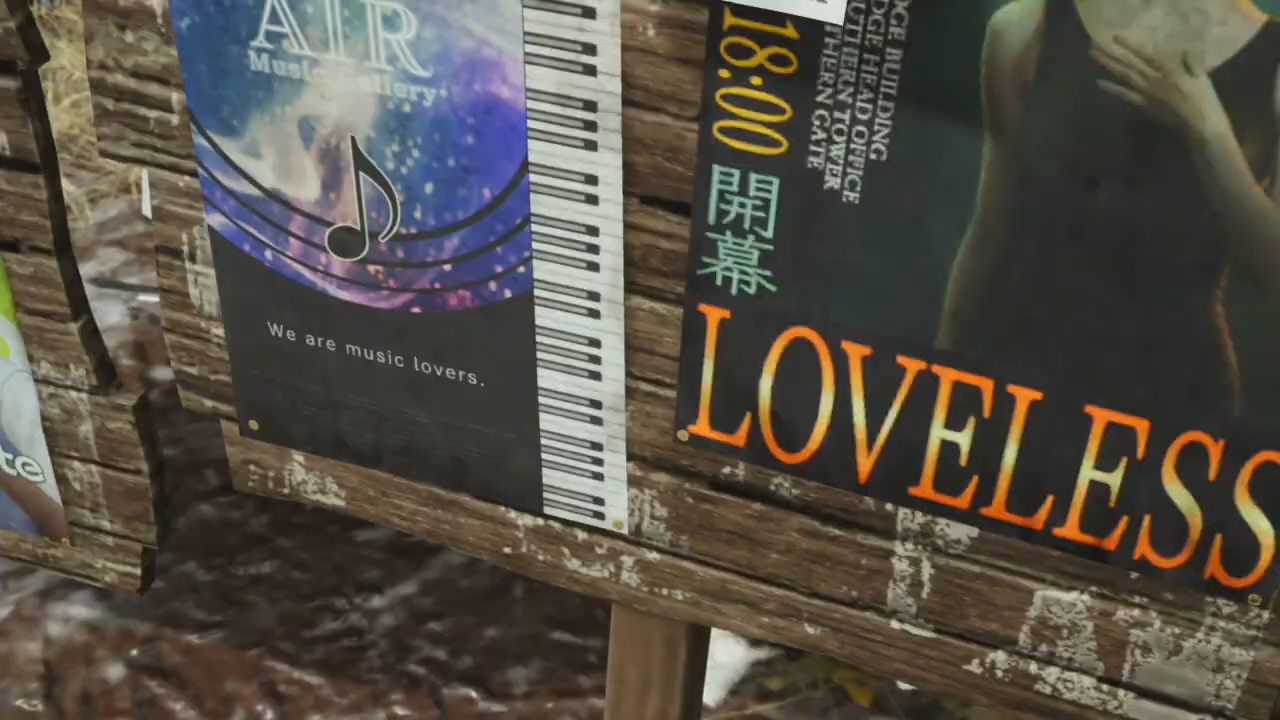 AIR
Music Gallery
We are music lovers.
18:00
開幕
DGE BUILDING
DGE HEAD OFFICE
UTTERN TOWER
THERN GATE
LOVELESS
te